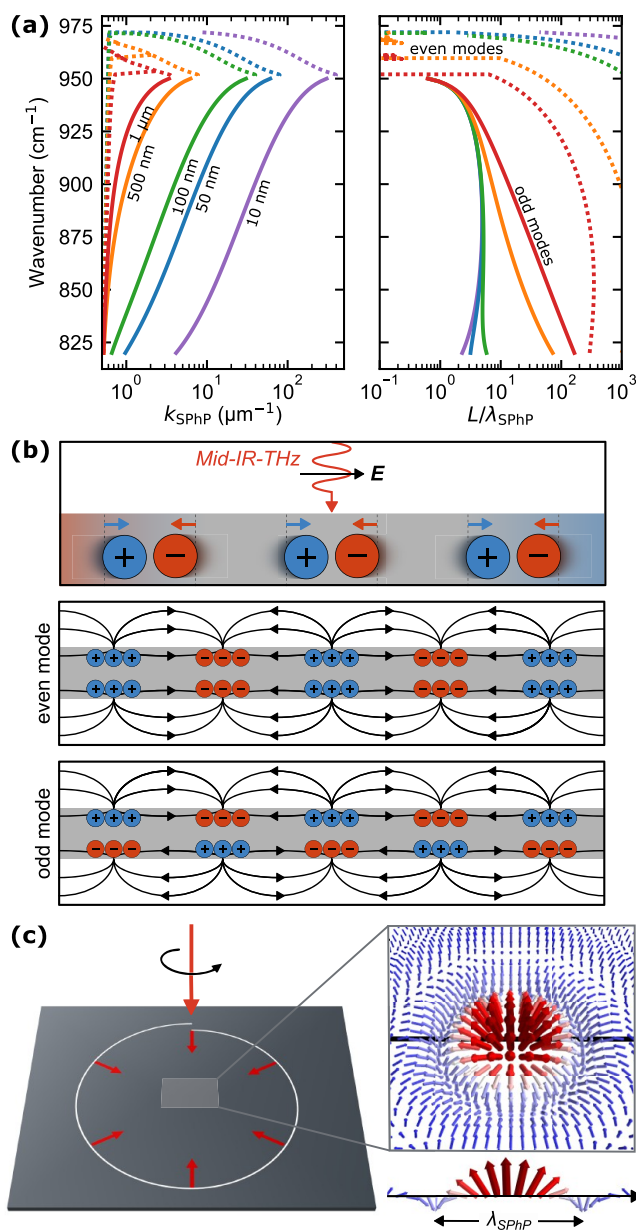 (a)
975
950
925
900
875
850
825
Wavenumber (cm⁻¹)
1 μm
500 nm
100 nm
50 nm
10 nm
10⁰
10¹
10²
k_SPhP (μm⁻¹)
even modes
odd modes
10⁻¹
10⁰
10¹
10²
10³
L/λ_SPhP
(b)
Mid-IR-THz
E
+ − + − + −
even mode
+++ −−− +++ −−− +++
+++ −−− +++ −−− +++
odd mode
+++ −−− +++ −−− +++
−−− +++ −−− +++ −−−
(c)
λ_SPhP